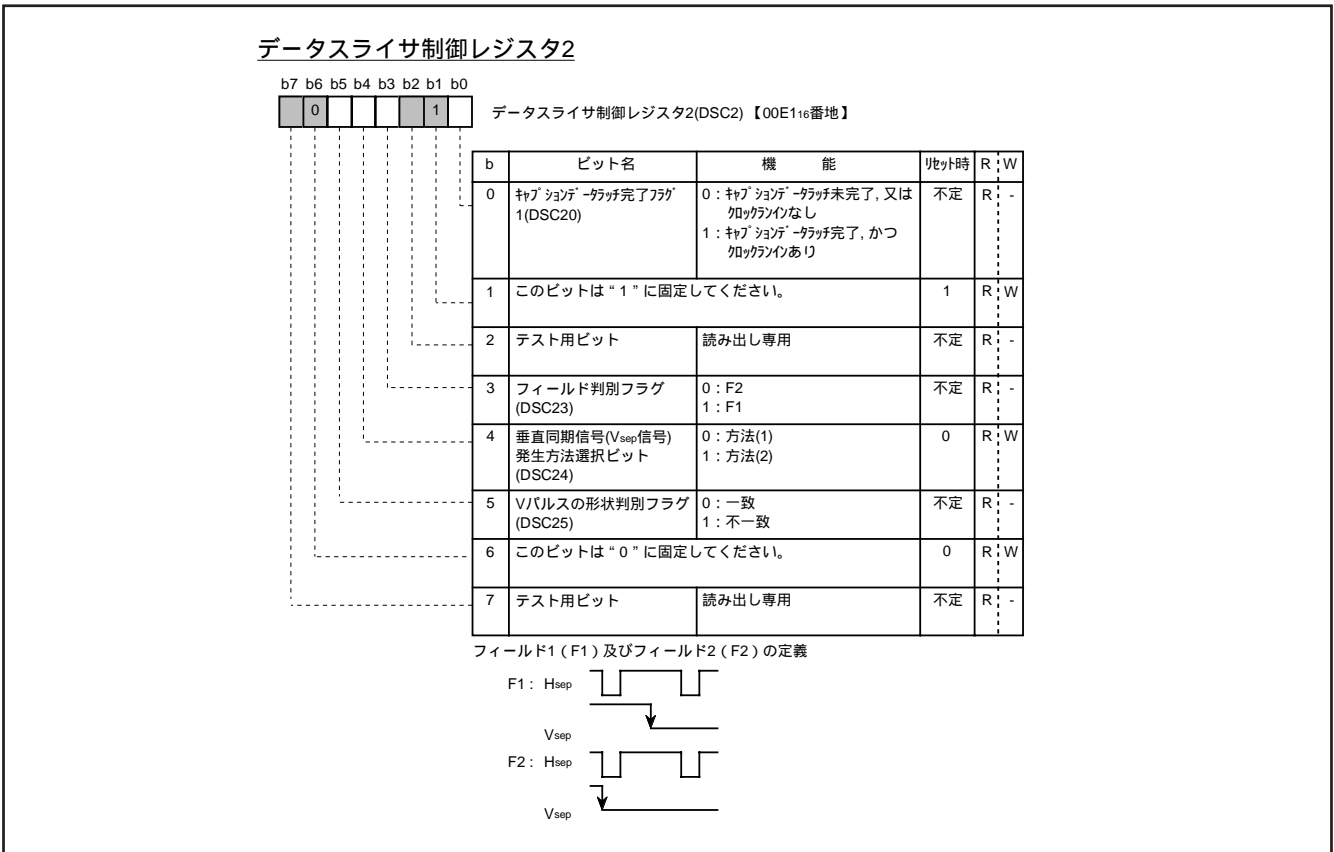 データスライサ制御レジスタ2
b7 b6 b5 b4 b3 b2 b1 b0
0 1
データスライサ制御レジスタ2(DSC2)【00E116番地】
b ビット名 機 能 リセット時 R W
0 キャプションデータラッチ完了フラグ 0:キャプションデータラッチ未完了, 又は 不定 R -
1(DSC20) クロックランインなし
1:キャプションデータラッチ完了, かつ
クロックランインあり
1 このビットは“1”に固定してください。 1 R W
2 テスト用ビット 読み出し専用 不定 R -
3 フィールド判別フラグ 0:F2 不定 R -
(DSC23) 1:F1
4 垂直同期信号(Vsep信号) 0:方法(1) 0 R W
発生方法選択ビット 1:方法(2)
(DSC24)
5 Vパルスの形状判別フラグ 0:一致 不定 R -
(DSC25) 1:不一致
6 このビットは“0”に固定してください。 0 R W
7 テスト用ビット 読み出し専用 不定 R -
フィールド1(F1)及びフィールド2(F2)の定義
F1: Hsep
Vsep
F2: Hsep
Vsep